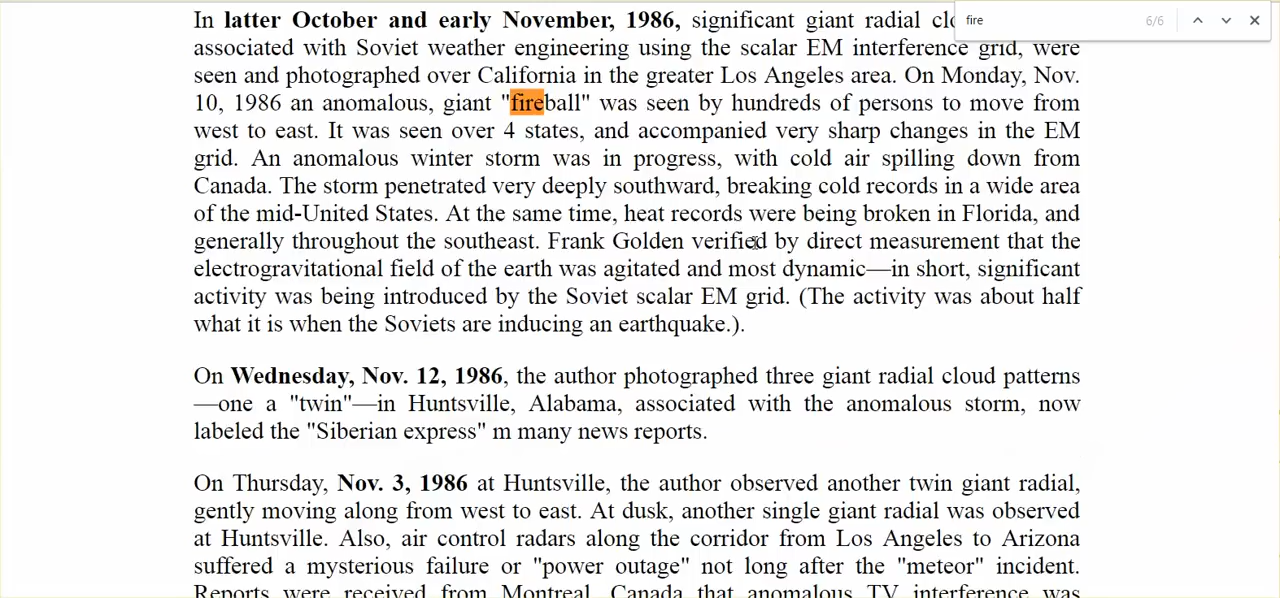 In latter October and early November, 1986, significant giant radial
fire
6/6
associated with Soviet weather engineering using the scalar EM interference grid, were
seen and photographed over California in the greater Los Angeles area. On Monday, Nov.
10, 1986 an anomalous, giant "fireball" was seen by hundreds of persons to move from
west to east. It was seen over 4 states, and accompanied very sharp changes in the EM
grid. An anomalous winter storm was in progress, with cold air spilling down from
Canada. The storm penetrated very deeply southward, breaking cold records in a wide area
of the mid-United States. At the same time, heat records were being broken in Florida, and
generally throughout the southeast. Frank Golden verified by direct measurement that the
electrogravitational field of the earth was agitated and most dynamic—in short, significant
activity was being introduced by the Soviet scalar EM grid. (The activity was about half
what it is when the Soviets are inducing an earthquake.).
On Wednesday, Nov. 12, 1986, the author photographed three giant radial cloud patterns
—one a "twin"—in Huntsville, Alabama, associated with the anomalous storm, now
labeled the "Siberian express" m many news reports.
On Thursday, Nov. 3, 1986 at Huntsville, the author observed another twin giant radial,
gently moving along from west to east. At dusk, another single giant radial was observed
at Huntsville. Also, air control radars along the corridor from Los Angeles to Arizona
suffered a mysterious failure or "power outage" not long after the "meteor" incident.
Reports were received from Montreal, Canada that anomalous TV interference was